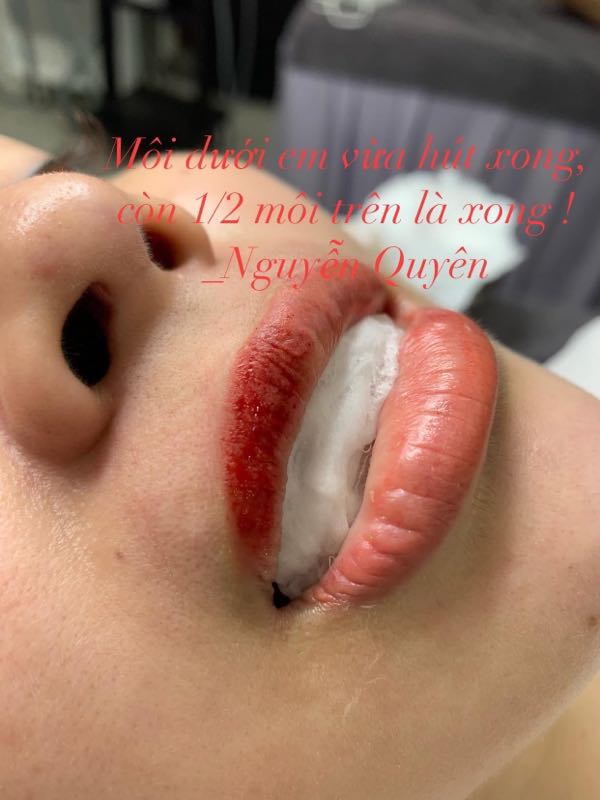 Môi dưới em vừa hút xong,
còn 1/2 môi trên là xong !
_Nguyễn Quyên